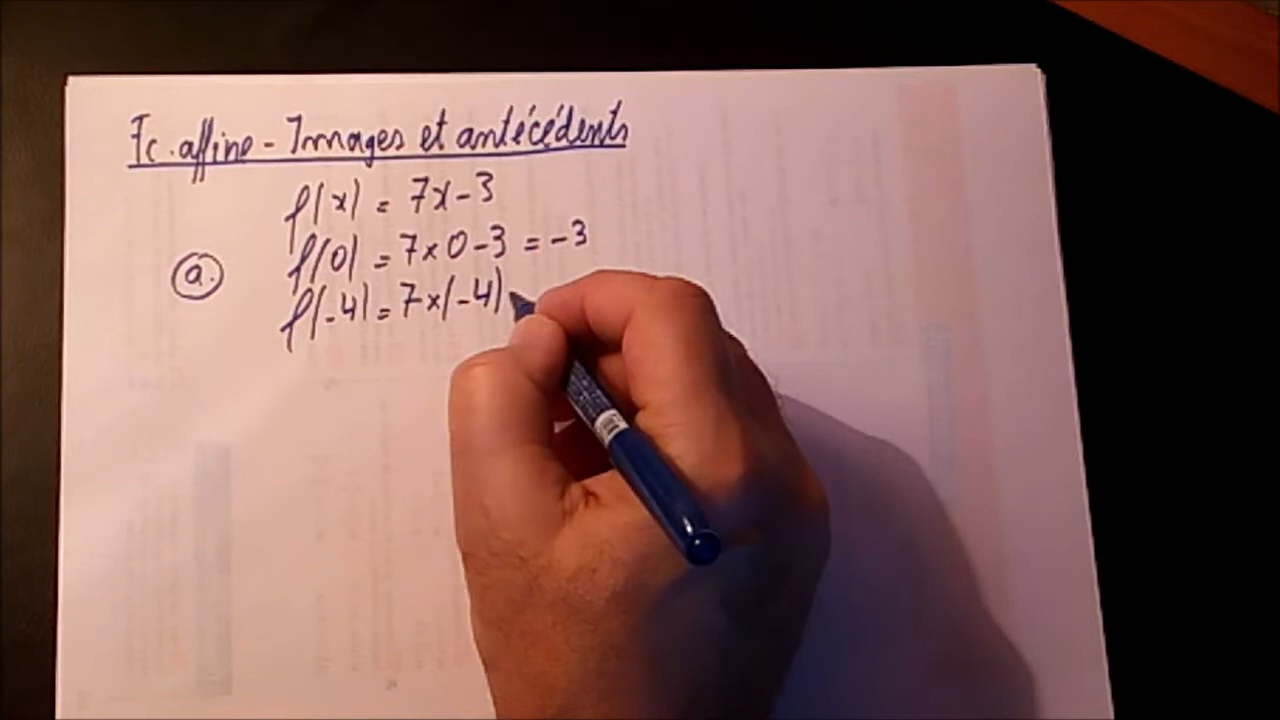 Fc. affine - Images et antécédents
f(x) = 7x - 3
a. f(0) = 7 × 0 - 3 = - 3
f(-4) = 7 × (-4)